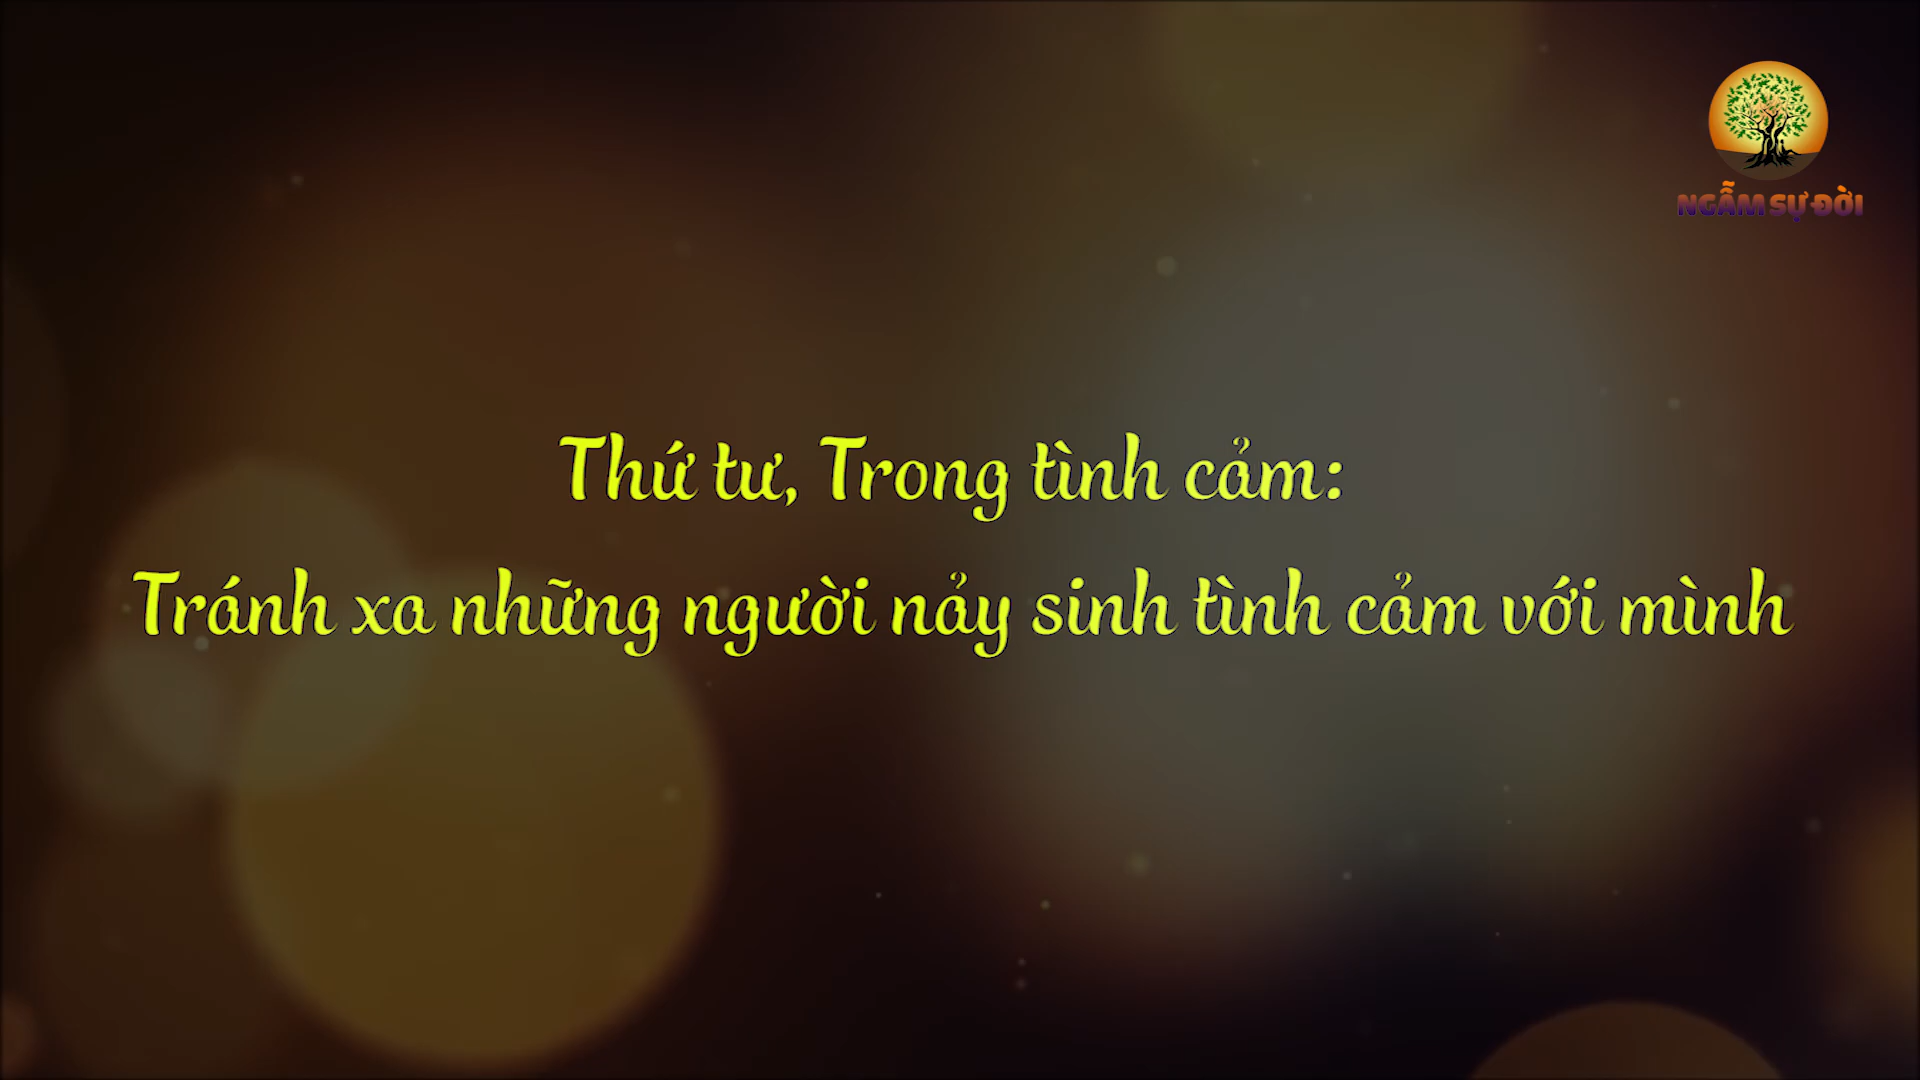 NGẪM SỰ ĐỜI
Thứ tư, Trong tình cảm:
Tránh xa những người nảy sinh tình cảm với mình